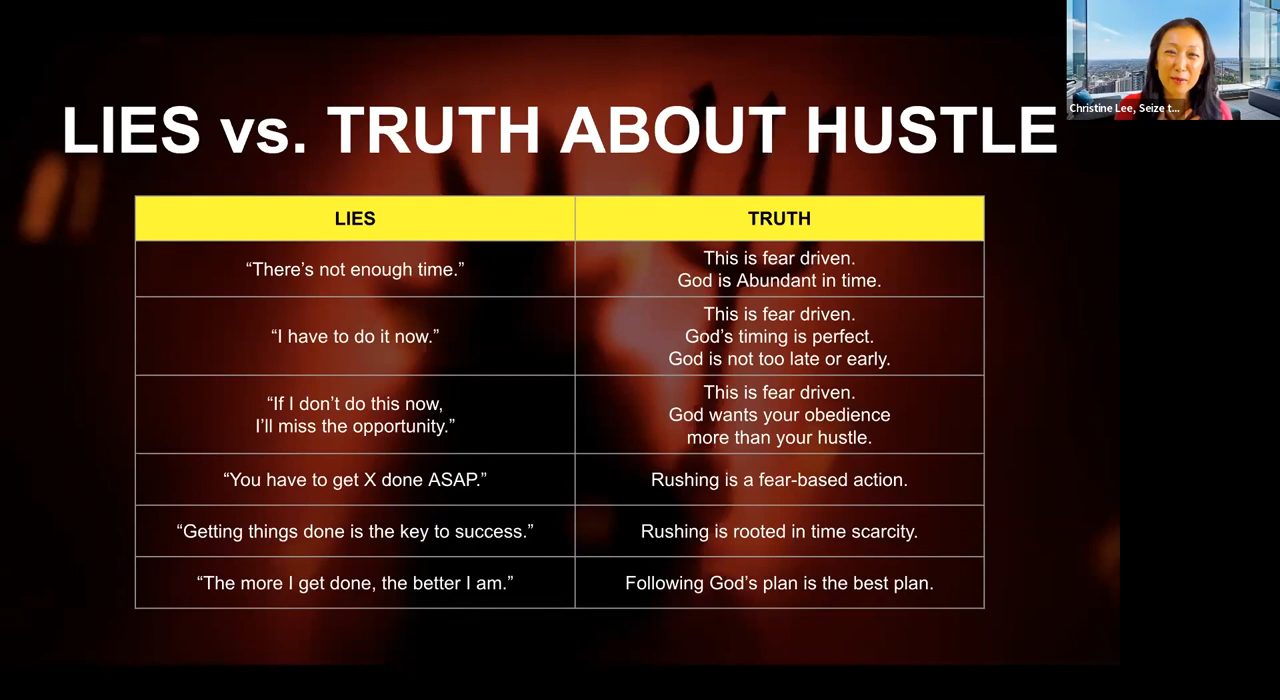 Christine Lee, Seize t...
LIES vs. TRUTH ABOUT HUSTLE
LIES
TRUTH
“There’s not enough time.”
This is fear driven.
God is Abundant in time.
“I have to do it now.”
This is fear driven.
God’s timing is perfect.
God is not too late or early.
“If I don’t do this now,
I’ll miss the opportunity.”
This is fear driven.
God wants your obedience
more than your hustle.
“You have to get X done ASAP.”
Rushing is a fear-based action.
“Getting things done is the key to success.”
Rushing is rooted in time scarcity.
“The more I get done, the better I am.”
Following God’s plan is the best plan.